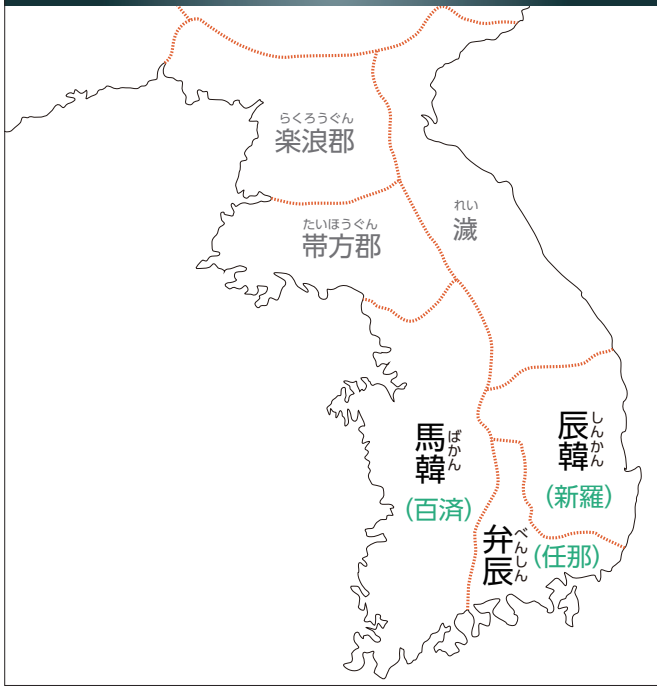 らくろうぐん
楽浪郡
たいほうぐん
帯方郡
れい
濊
しんかん
辰韓
(新羅)
ばかん
馬韓
(百済)
べんしん
弁辰
(任那)